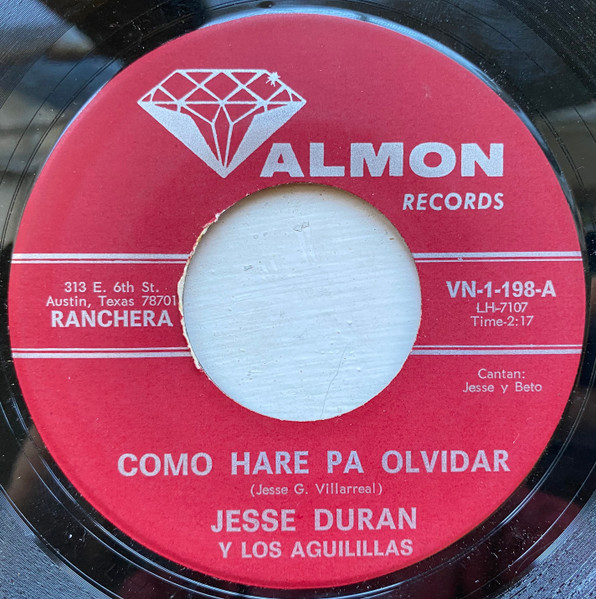 VALMON
RECORDS
313 E. 6th St.
Austin, Texas 78701
RANCHERA
VN-1-198-A
LH-7107
Time-2:17
Cantan:
Jesse y Beto
COMO HARE PA OLVIDAR
(Jesse G. Villarreal)
JESSE DURAN
Y LOS AGUILILLAS